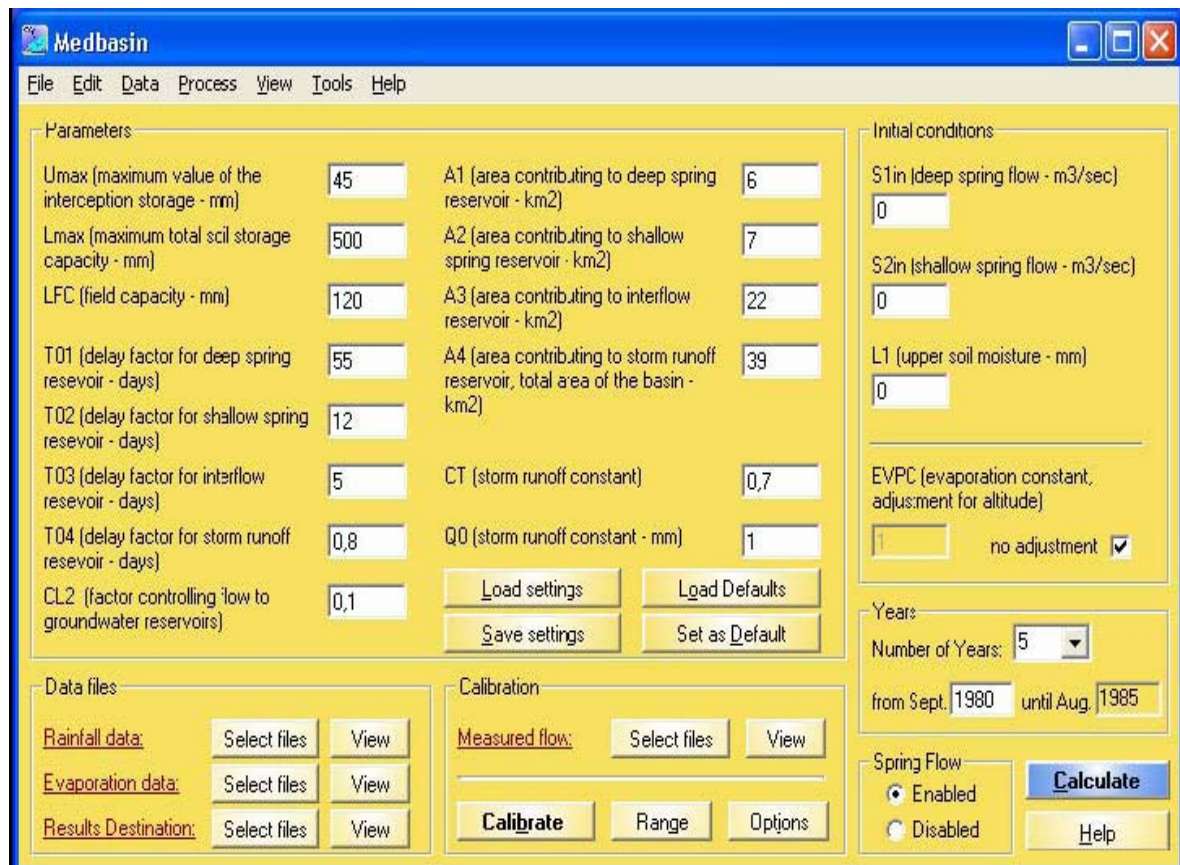 Medbasin
File Edit Data Process View Tools Help
Parameters
Umax (maximum value of the
interception storage - mm)
45
Lmax (maximum total soil storage
capacity - mm)
500
LFC (field capacity - mm)
120
T01 (delay factor for deep spring
resevoir - days)
55
T02 (delay factor for shallow spring
resevoir - days)
12
T03 (delay factor for interflow
resevoir - days)
5
T04 (delay factor for storm runoff
resevoir - days)
0,8
CL2 (factor controlling flow to
groundwater reservoirs)
0,1
A1 (area contributing to deep spring
reservoir - km2)
6
A2 (area contributing to shallow
spring reservoir - km2)
7
A3 (area contributing to interflow
reservoir - km2)
22
A4 (area contributing to storm runoff
reservoir, total area of the basin -
km2)
39
CT (storm runoff constant)
0,7
Q0 (storm runoff constant - mm)
1
Load settings Load Defaults
Save settings Set as Default
Initial conditions
S1in (deep spring flow - m3/sec)
0
S2in (shallow spring flow - m3/sec)
0
L1 (upper soil moisture - mm)
0
EVPC (evaporation constant,
adjustment for altitude)
1 no adjustment
Years
Number of Years: 5
from Sept. 1980 until Aug. 1985
Data files
Rainfall data: Select files View
Evaporation data: Select files View
Results Destination: Select files View
Calibration
Measured flow: Select files View
Calibrate Range Options
Spring Flow
Enabled
Disabled
Calculate
Help